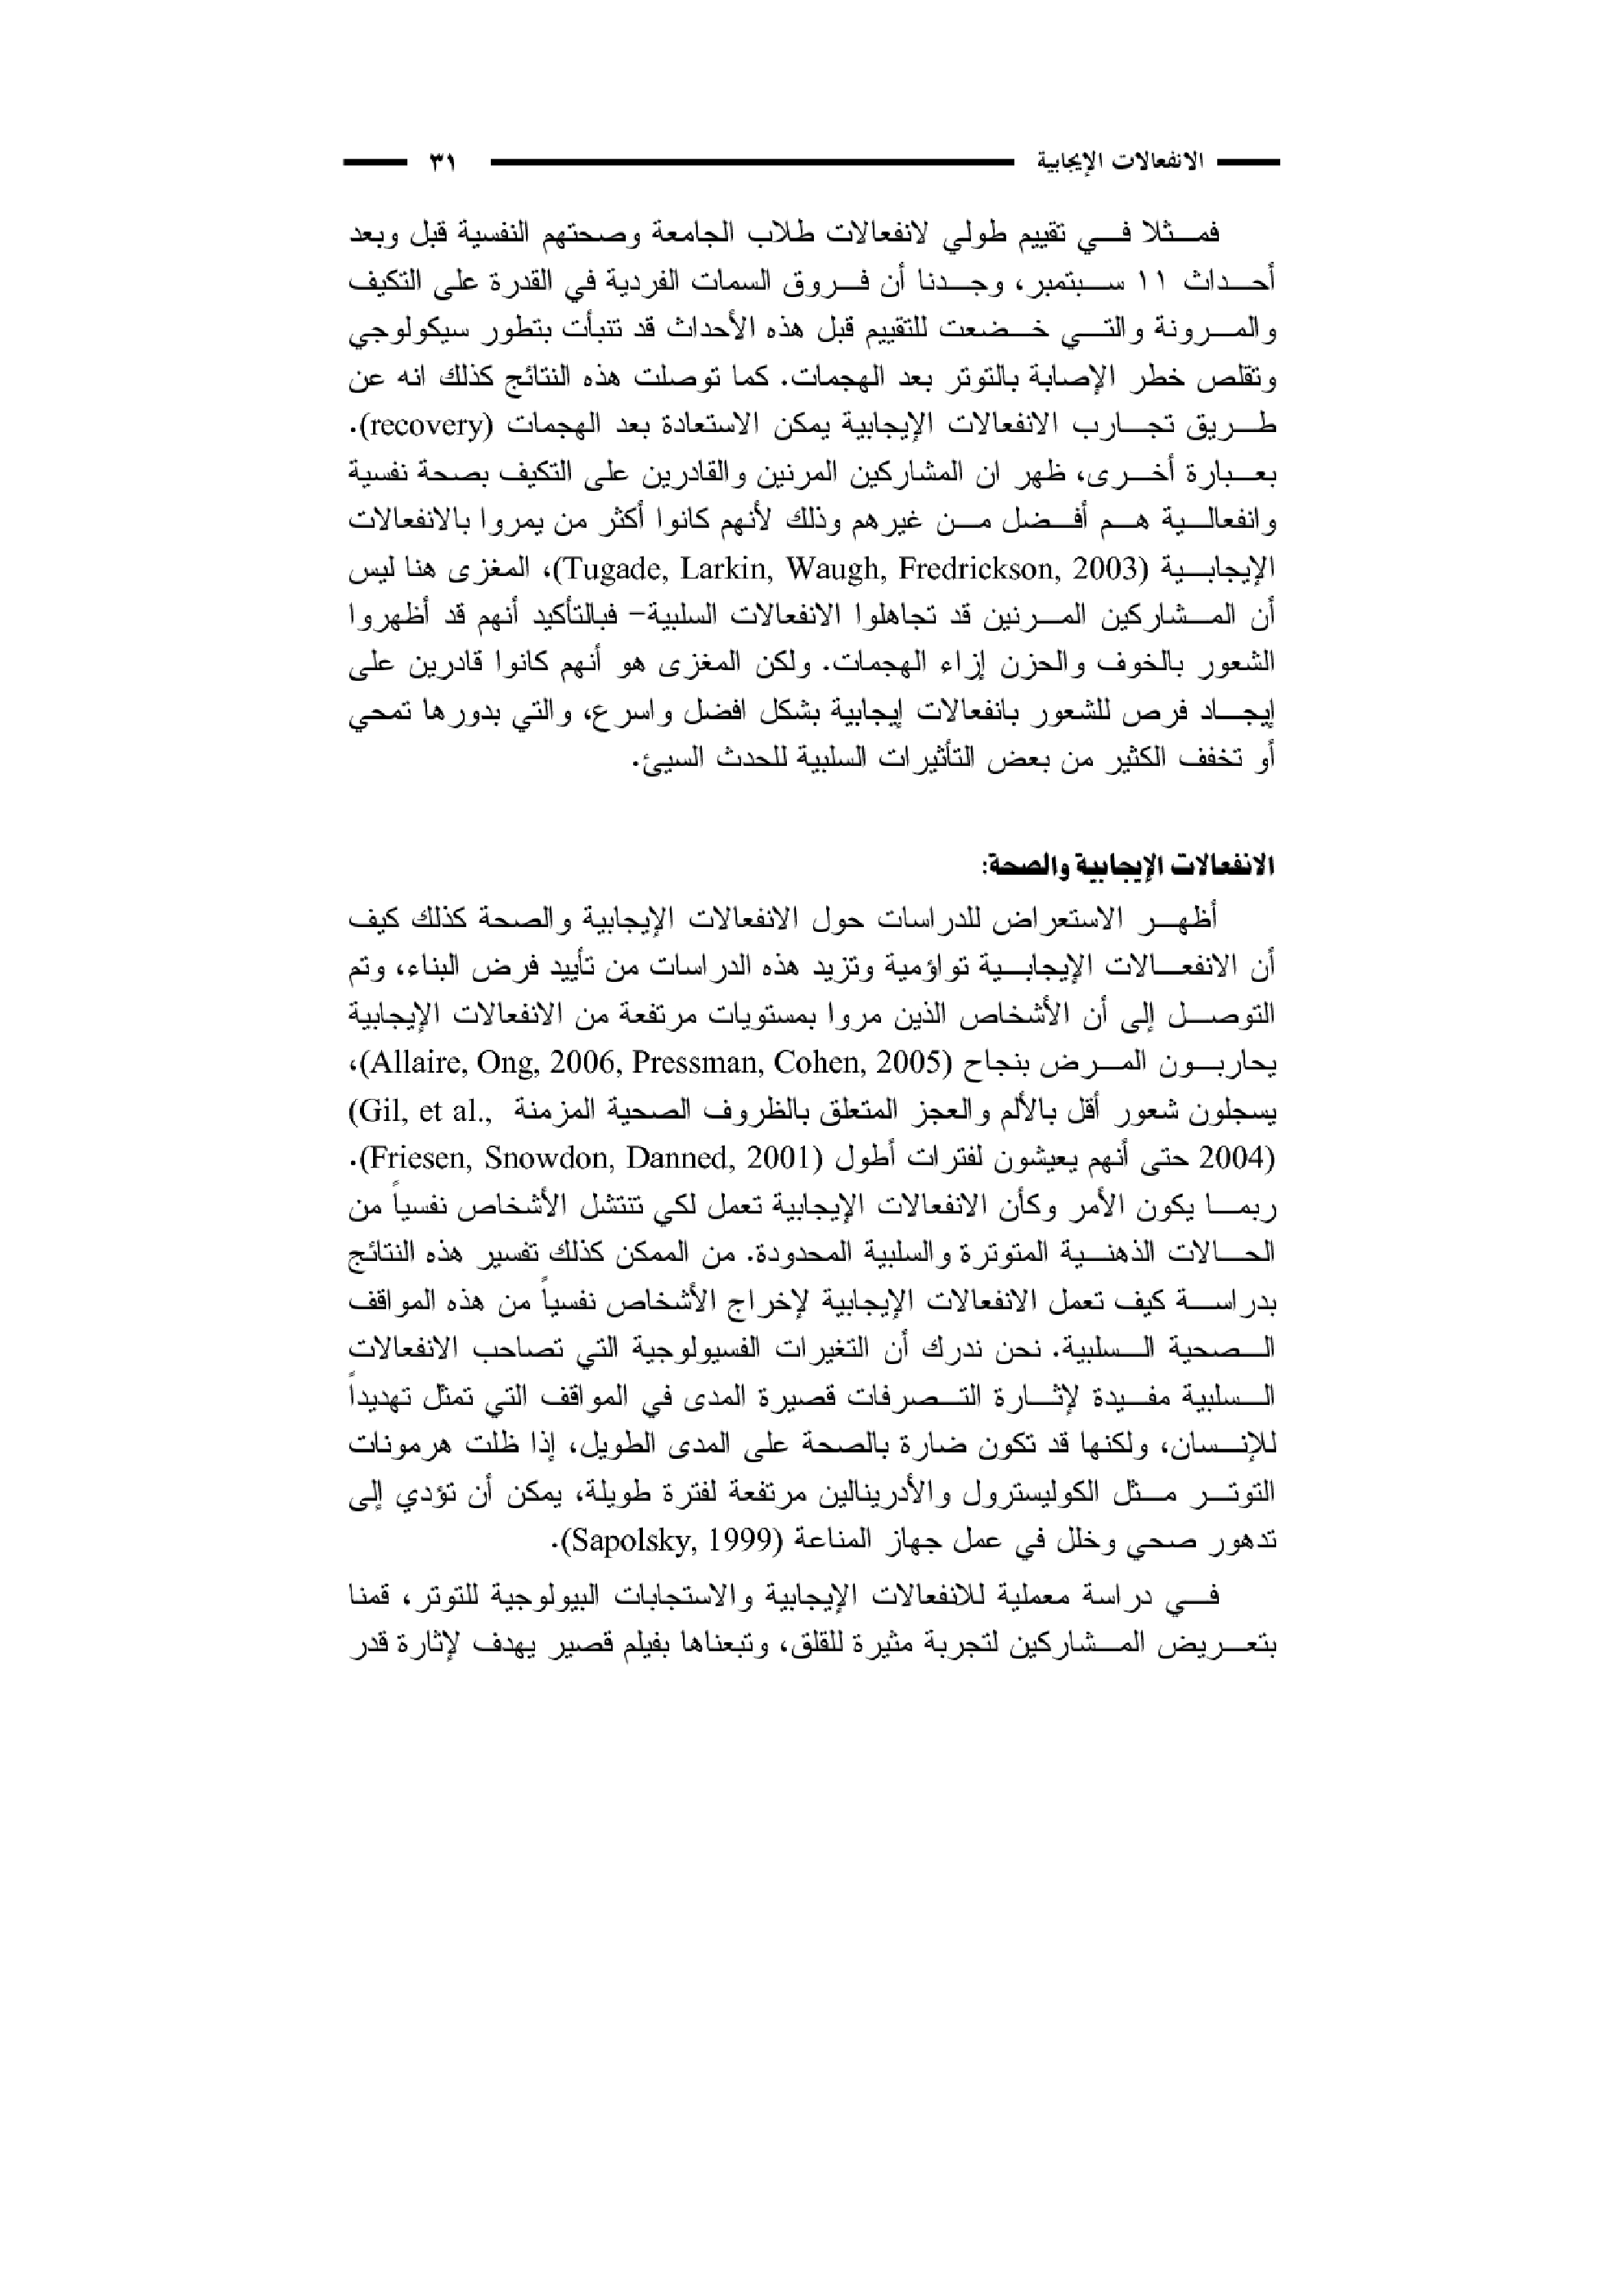 الانفعالات الإيجابية ٣١
فمثلا في تقييم طولي لانفعالات طلاب الجامعة وصحتهم النفسية قبل وبعد
أحداث ١١ سبتمبر، وجدنا أن فروق السمات الفردية في القدرة على التكيف
والمرونة والتي خضعت للتقييم قبل هذه الأحداث قد تنبأت بتطور سيكولوجي
وتقلص خطر الإصابة بالتوتر بعد الهجمات. كما توصلت هذه النتائج كذلك انه عن
طريق تجارب الانفعالات الإيجابية يمكن الاستعادة بعد الهجمات (recovery).
بعبارة أخرى، ظهر ان المشاركين المرنين والقادرين على التكيف بصحة نفسية
وانفعالية هم أفضل من غيرهم وذلك لأنهم كانوا أكثر من يمروا بالانفعالات
الإيجابية (Tugade, Larkin, Waugh, Fredrickson, 2003)، المغزى هنا ليس
أن المشاركين المرنين قد تجاهلوا الانفعالات السلبية- فبالتأكيد أنهم قد أظهروا
الشعور بالخوف والحزن إزاء الهجمات. ولكن المغزى هو أنهم كانوا قادرين على
إيجاد فرص للشعور بانفعالات إيجابية بشكل افضل واسرع، والتي بدورها تمحي
أو تخفف الكثير من بعض التأثيرات السلبية للحدث السيئ.
الانفعالات الإيجابية والصحة:
أظهر الاستعراض للدراسات حول الانفعالات الإيجابية والصحة كذلك كيف
أن الانفعالات الإيجابية تواؤمية وتزيد هذه الدراسات من تأييد فرض البناء، وتم
التوصل إلى أن الأشخاص الذين مروا بمستويات مرتفعة من الانفعالات الإيجابية
يحاربون المرض بنجاح (Allaire, Ong, 2006, Pressman, Cohen, 2005)،
يسجلون شعور أقل بالألم والعجز المتعلق بالظروف الصحية المزمنة (Gil, et al.,
2004) حتى أنهم يعيشون لفترات أطول (Friesen, Snowdon, Danned, 2001).
ربما يكون الأمر وكأن الانفعالات الإيجابية تعمل لكي تنتشل الأشخاص نفسياً من
الحالات الذهنية المتوترة والسلبية المحدودة. من الممكن كذلك تفسير هذه النتائج
بدراسة كيف تعمل الانفعالات الإيجابية لإخراج الأشخاص نفسياً من هذه المواقف
الصحية السلبية. نحن ندرك أن التغيرات الفسيولوجية التي تصاحب الانفعالات
السلبية مفيدة لإثارة التصرفات قصيرة المدى في المواقف التي تمثل تهديداً
للإنسان، ولكنها قد تكون ضارة بالصحة على المدى الطويل، إذا ظلت هرمونات
التوتر مثل الكوليسترول والأدرينالين مرتفعة لفترة طويلة، يمكن أن تؤدي إلى
تدهور صحي وخلل في عمل جهاز المناعة (Sapolsky, 1999).
في دراسة معملية للانفعالات الإيجابية والاستجابات البيولوجية للتوتر، قمنا
بتعريض المشاركين لتجربة مثيرة للقلق، وتبعناها بفيلم قصير يهدف لإثارة قدر